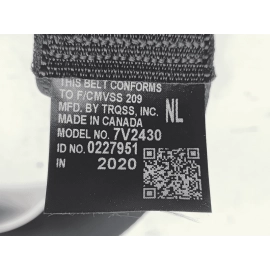 THIS BELT CONFORMS
TO F/CMVSS 209
MFD. BY TRQSS, INC.
MADE IN CANADA
NL
MODEL NO. 7V2430
ID NO. 0227951
IN 2020